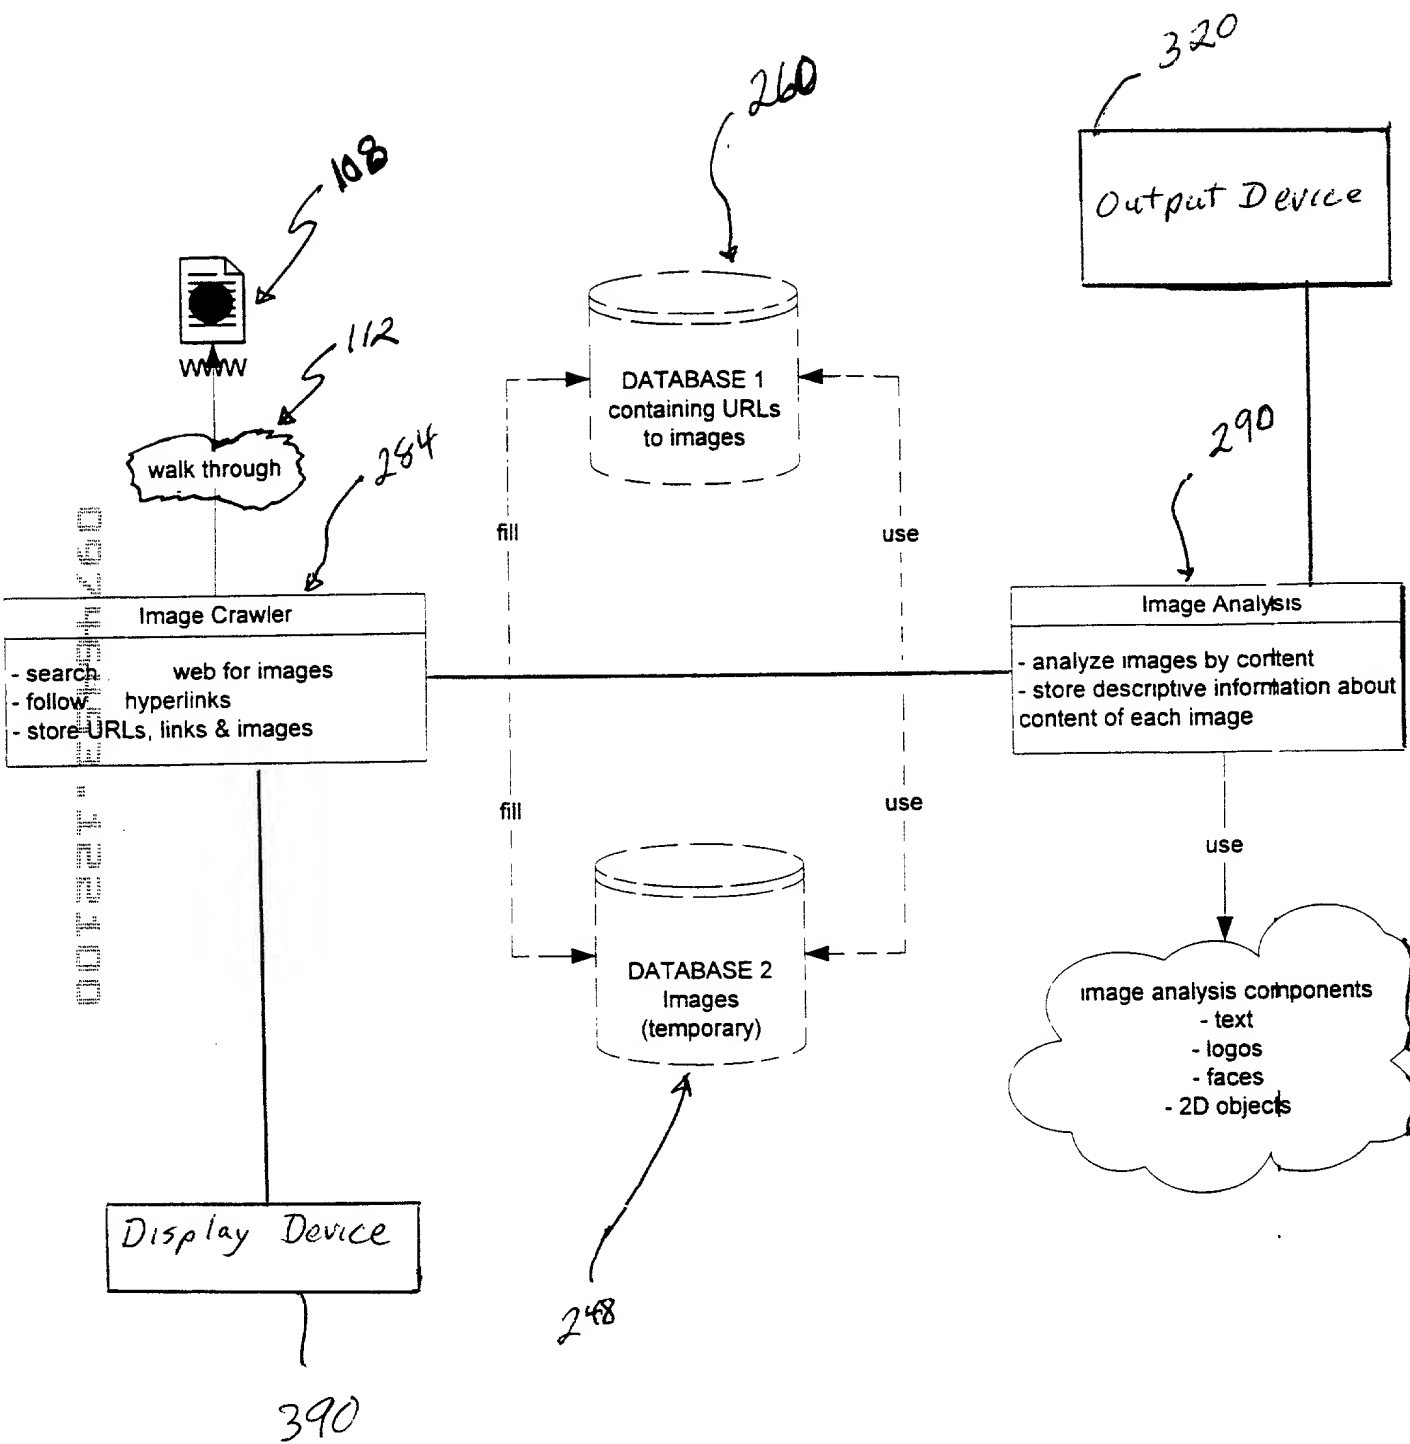 320
260
108
Output Device
112
WWW
DATABASE 1
containing URLs
to images
290
walk through
284
fill
use
Image Crawler
- search web for images
- follow hyperlinks
- store URLs, links & images
Image Analysis
- analyze images by content
- store descriptive information about
content of each image
fill
use
use
DATABASE 2
Images
(temporary)
image analysis components
- text
- logos
- faces
- 2D objects
Display Device
248
390